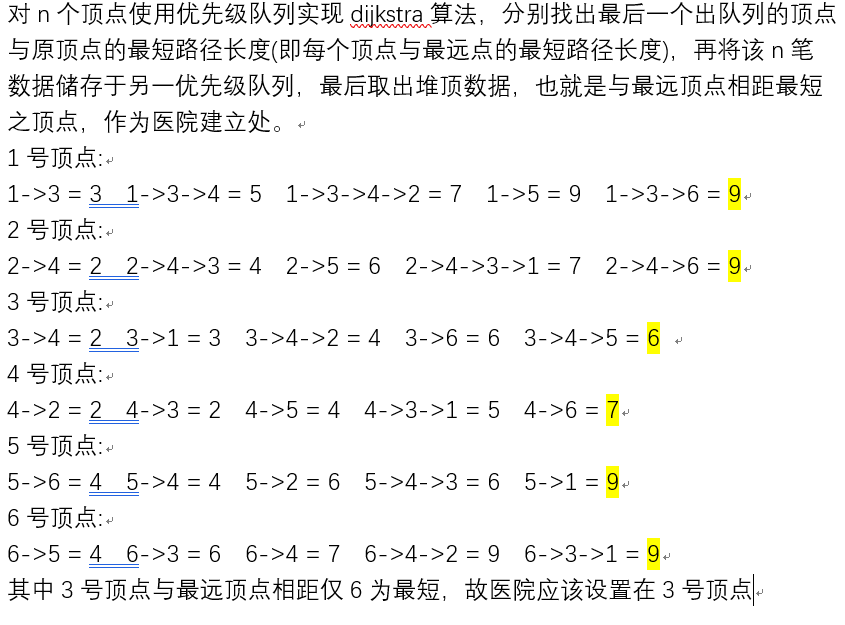 对 n 个顶点使用优先级队列实现 dijkstra 算法，分别找出最后一个出队列的顶点
与原顶点的最短路径长度(即每个顶点与最远点的最短路径长度)，再将该 n 笔
数据储存于另一优先级队列，最后取出堆顶数据，也就是与最远顶点相距最短
之顶点，作为医院建立处。
1 号顶点:
1->3 = 3 1->3->4 = 5 1->3->4->2 = 7 1->5 = 9 1->3->6 = 9
2 号顶点:
2->4 = 2 2->4->3 = 4 2->5 = 6 2->4->3->1 = 7 2->4->6 = 9
3 号顶点:
3->4 = 2 3->1 = 3 3->4->2 = 4 3->6 = 6 3->4->5 = 6
4 号顶点:
4->2 = 2 4->3 = 2 4->5 = 4 4->3->1 = 5 4->6 = 7
5 号顶点:
5->6 = 4 5->4 = 4 5->2 = 6 5->4->3 = 6 5->1 = 9
6 号顶点:
6->5 = 4 6->3 = 6 6->4 = 7 6->4->2 = 9 6->3->1 = 9
其中 3 号顶点与最远顶点相距仅 6 为最短，故医院应该设置在 3 号顶点